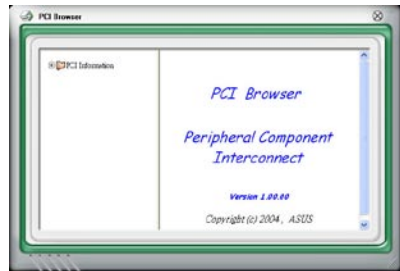 PCI Browser
PCI Information
PCI Browser
Peripheral Component
Interconnect
Version 1.00.00
Copyright (c) 2004, ASUS